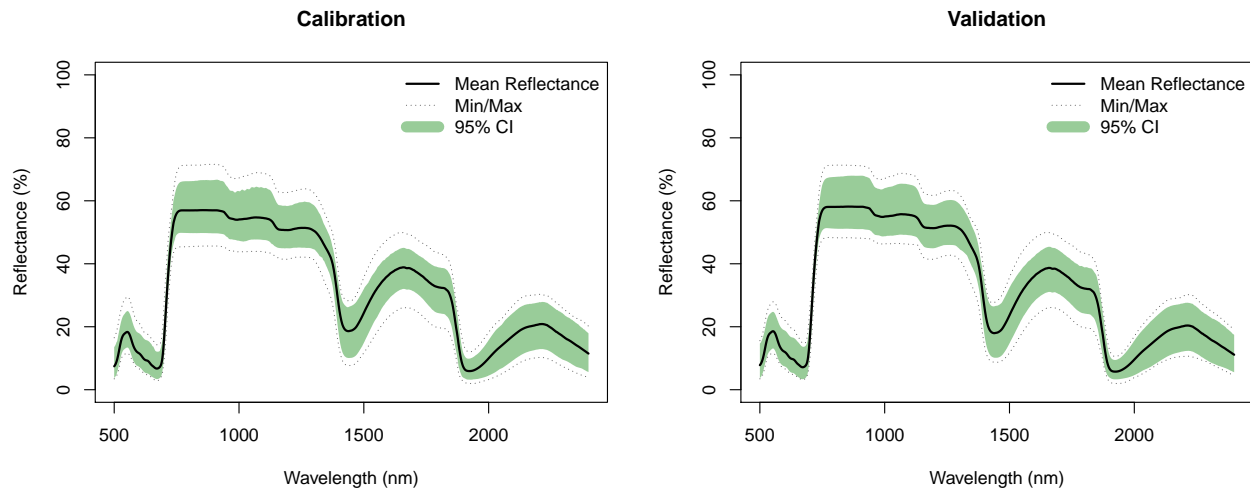 Calibration
100
80
60
40
20
0
Reflectance (%)
Mean Reflectance
Min/Max
95% CI
500
1000
1500
2000
Wavelength (nm)
Validation
100
80
60
40
20
0
Reflectance (%)
Mean Reflectance
Min/Max
95% CI
500
1000
1500
2000
Wavelength (nm)